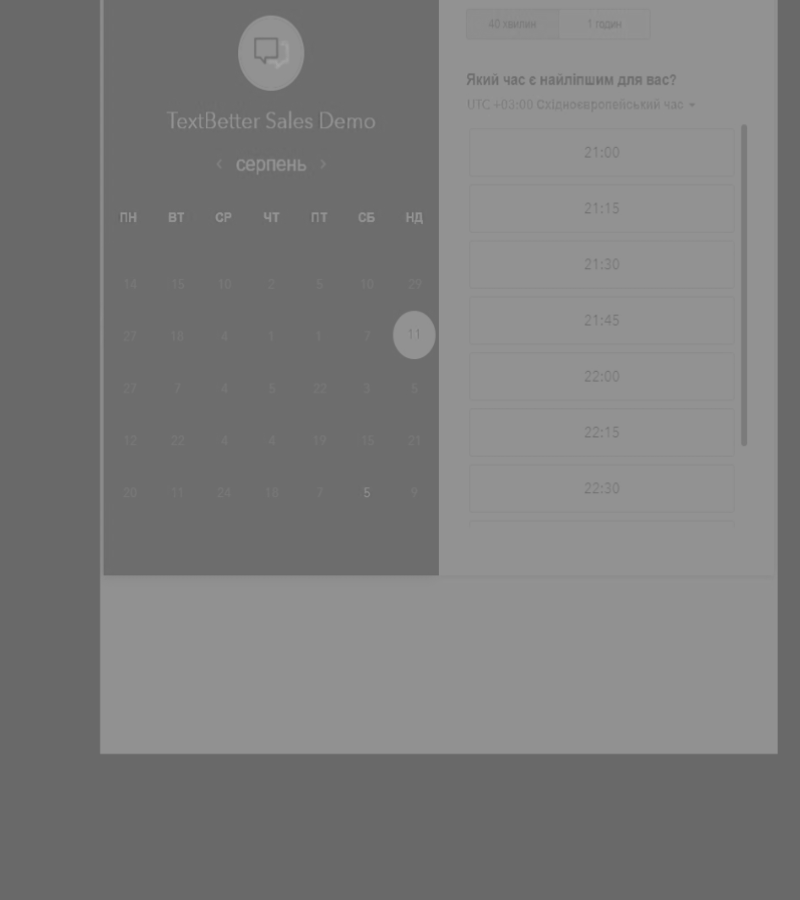 TextBetter Sales Demo
‹ серпень ›
ПН ВТ СР ЧТ ПТ СБ НД
14 15 10 2 5 10 29
27 18 1 1 7 11
27 7 4 5 22 3 5
12 22 4 4 19 15 21
20 11 24 18 7 5 9
40 хвилин 1 годин
Який час є найліпшим для вас?
UTC +03:00 Східноєвропейський час
21:00
21:15
21:30
21:45
22:00
22:15
22:30